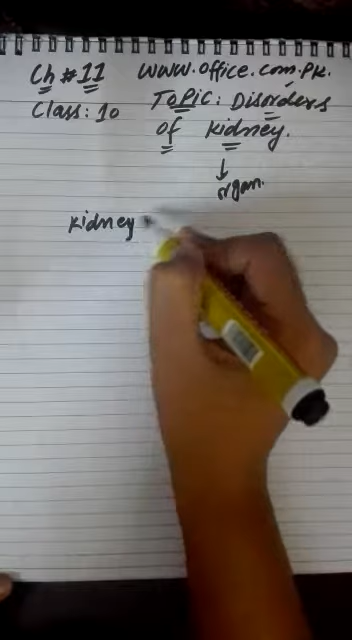 Ch # 11 www.office.com.PK.
Class: 10 Topic: Disorders
of kidney.
organ.
kidney